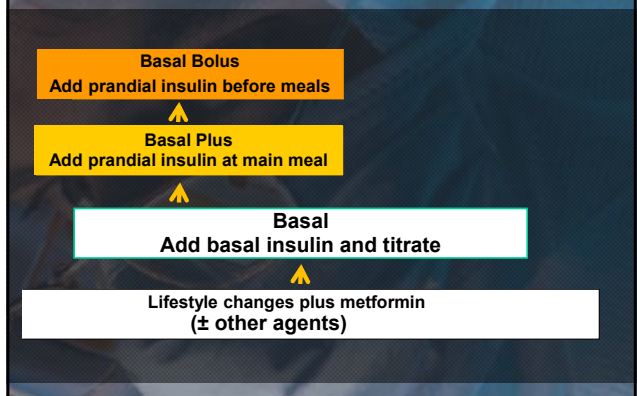 Basal Bolus
Add prandial insulin before meals
Basal Plus
Add prandial insulin at main meal
Basal
Add basal insulin and titrate
Lifestyle changes plus metformin
(± other agents)